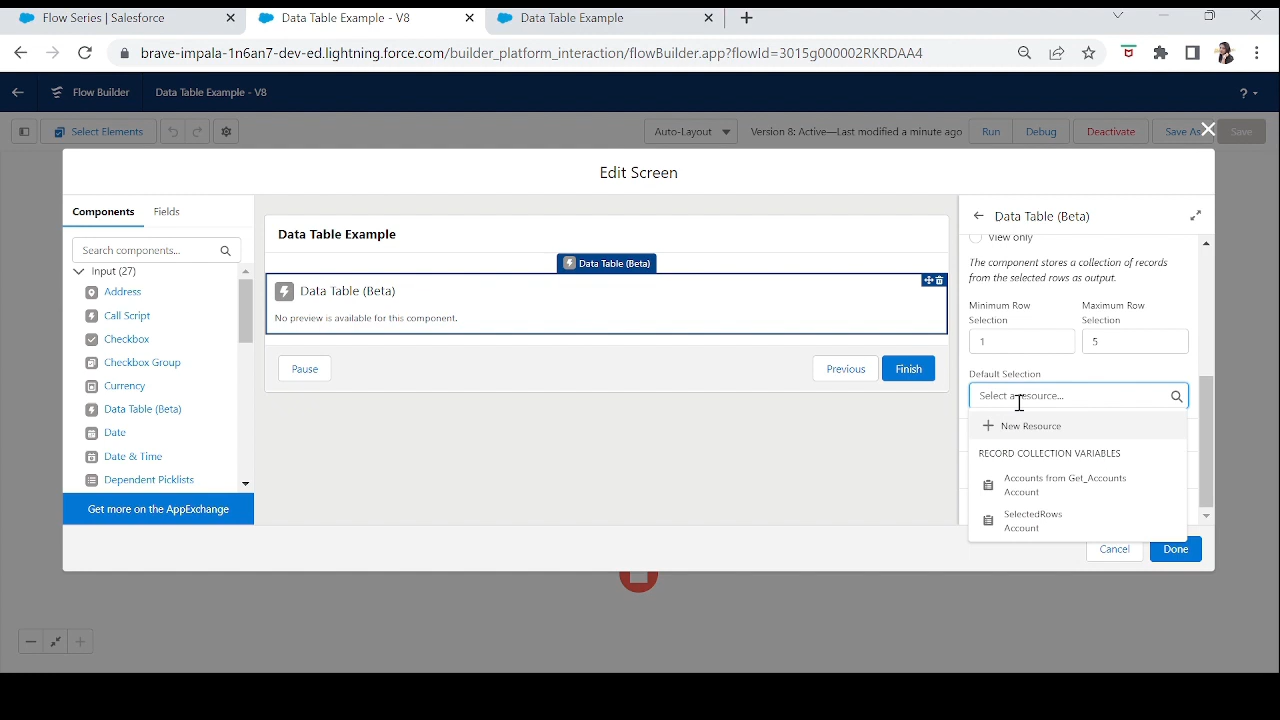 Flow Series | Salesforce
Data Table Example - V8
Data Table Example
brave-impala-1n6an7-dev-ed.lightning.force.com/builder_platform_interaction/flowBuilder.app?flowId=3015g000002RKRDAA4
Flow Builder
Data Table Example - V8
?
Select Elements
Auto-Layout
Version 8: Active—Last modified a minute ago
Run
Debug
Deactivate
Save As
Save
Edit Screen
Components
Fields
Search components...
Input (27)
Address
Call Script
Checkbox
Checkbox Group
Currency
Data Table (Beta)
Date
Date & Time
Dependent Picklists
Get more on the AppExchange
Data Table Example
Data Table (Beta)
Data Table (Beta)
No preview is available for this component.
Pause
Previous
Finish
Data Table (Beta)
View only
The component stores a collection of records
from the selected rows as output.
Minimum Row
Selection
Maximum Row
Selection
1
5
Default Selection
Select a resource...
New Resource
RECORD COLLECTION VARIABLES
Accounts from Get_Accounts
Account
SelectedRows
Account
Cancel
Done